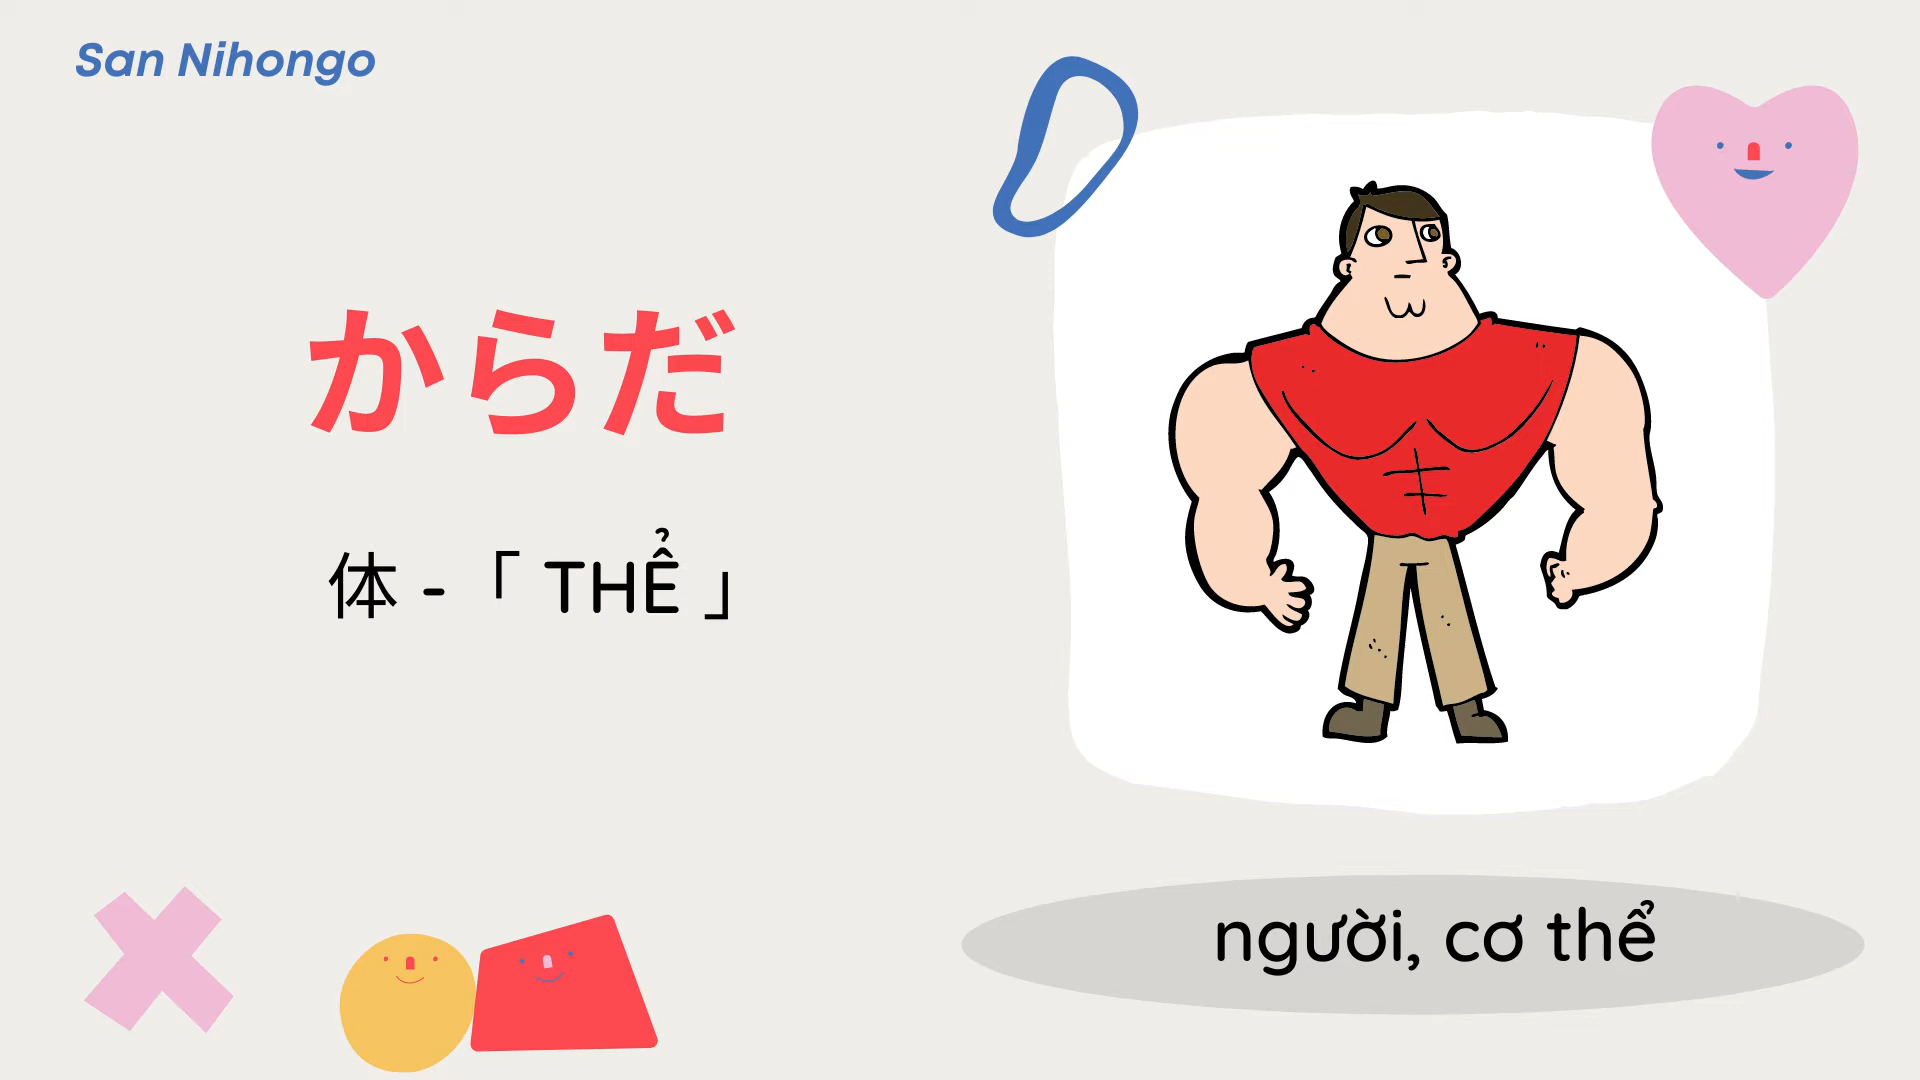 San Nihongo
からだ
体 -「 THỂ 」
người, cơ thể